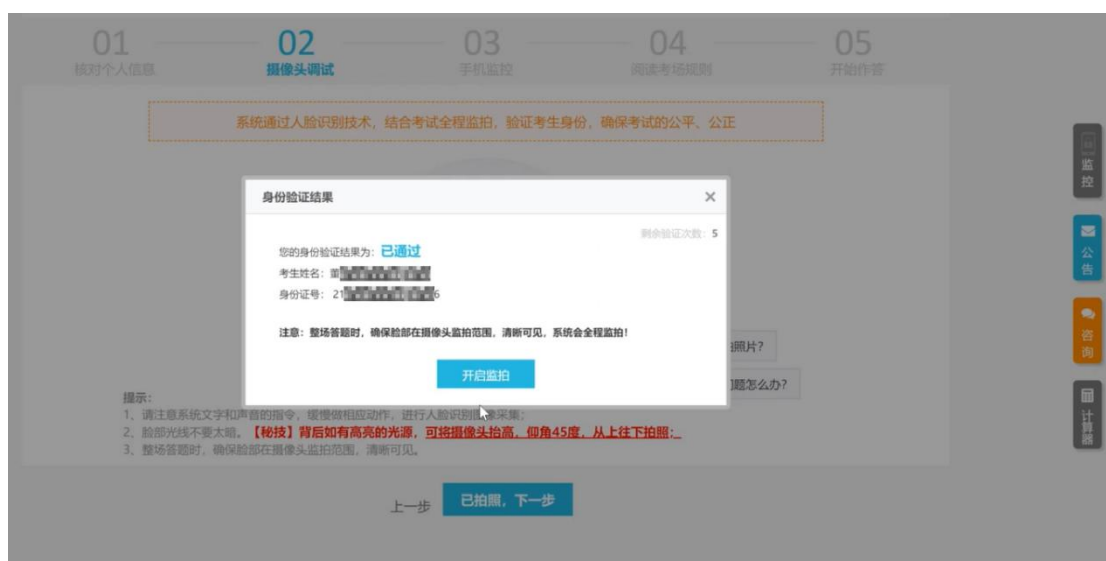 01 02 03 04 05
核对个人信息 摄像头调试 手机监控 阅读考场规则 开始作答
系统通过人脸识别技术，结合考试全程监拍，验证考生身份，确保考试的公平、公正
身份验证结果
剩余验证次数：5
您的身份验证结果为：已通过
考生姓名：董
身份证号：21 6
注意：整场答题时，确保脸部在摄像头监拍范围，清晰可见，系统会全程监拍！
开启监拍
照片？
题怎么办？
提示：
1、请注意系统文字和声音的指令，缓慢做相应动作，进行人脸识别图像采集；
2、脸部光线不要太暗。【秘技】背后如有高亮的光源，可将摄像头抬高，仰角45度，从上往下拍照；
3、整场答题时，确保脸部在摄像头监拍范围，清晰可见。
上一步 已拍照，下一步
监控
公告
咨询
计算器